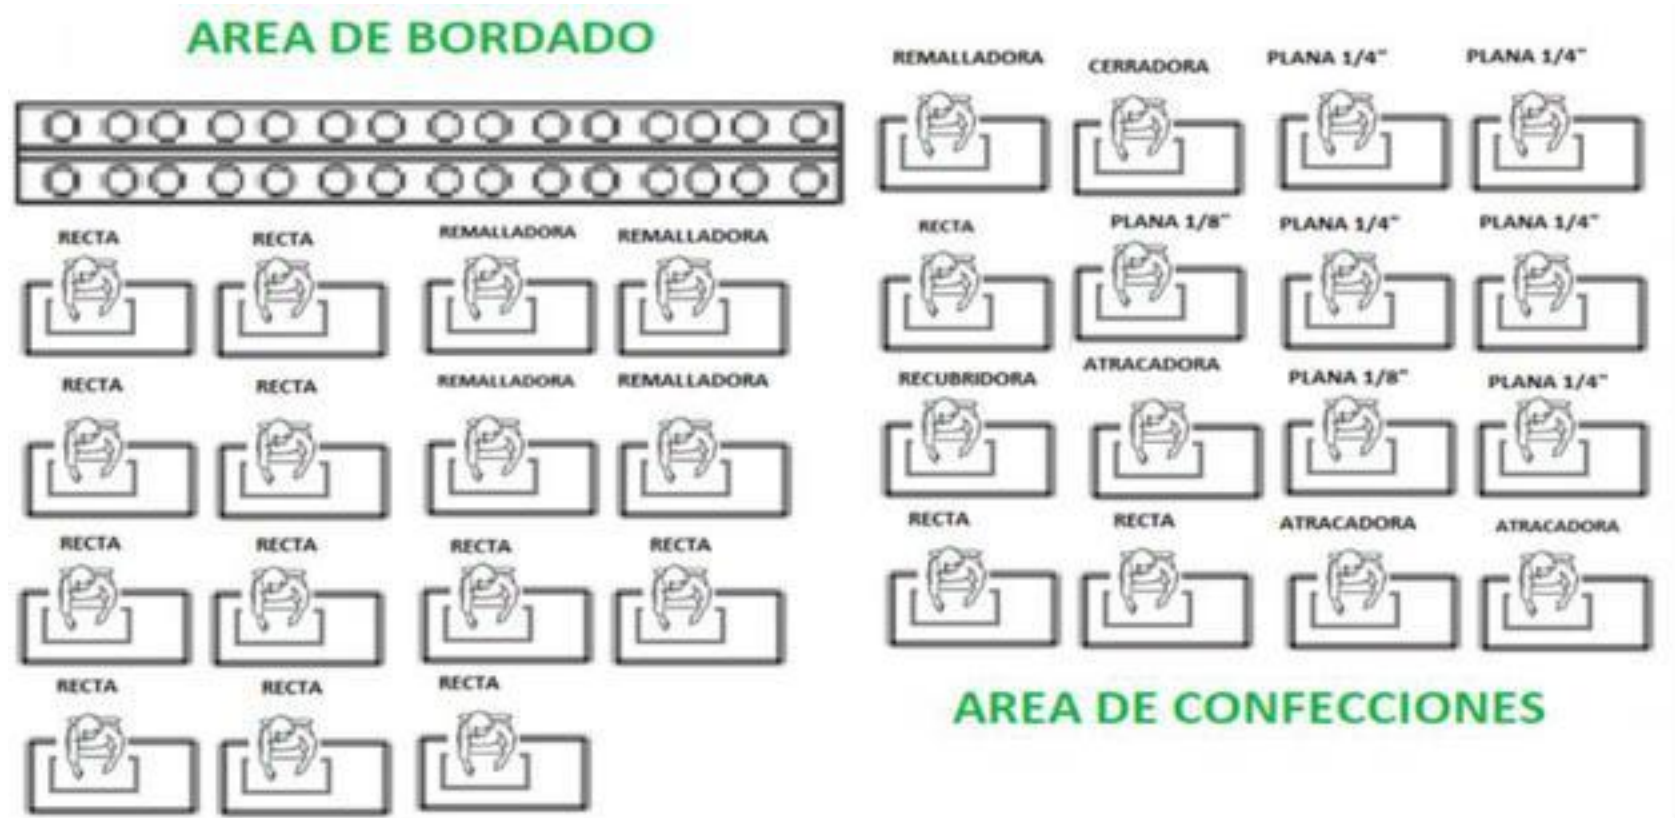 AREA DE BORDADO
RECTA RECTA REMALLADORA REMALLADORA
RECTA RECTA REMALLADORA REMALLADORA
RECTA RECTA RECTA RECTA
RECTA RECTA RECTA
REMALLADORA CERRADORA PLANA 1/4" PLANA 1/4"
RECTA PLANA 1/8" PLANA 1/4" PLANA 1/4"
RECUBRIDORA ATRACADORA PLANA 1/8" PLANA 1/4"
RECTA RECTA ATRACADORA ATRACADORA
AREA DE CONFECCIONES